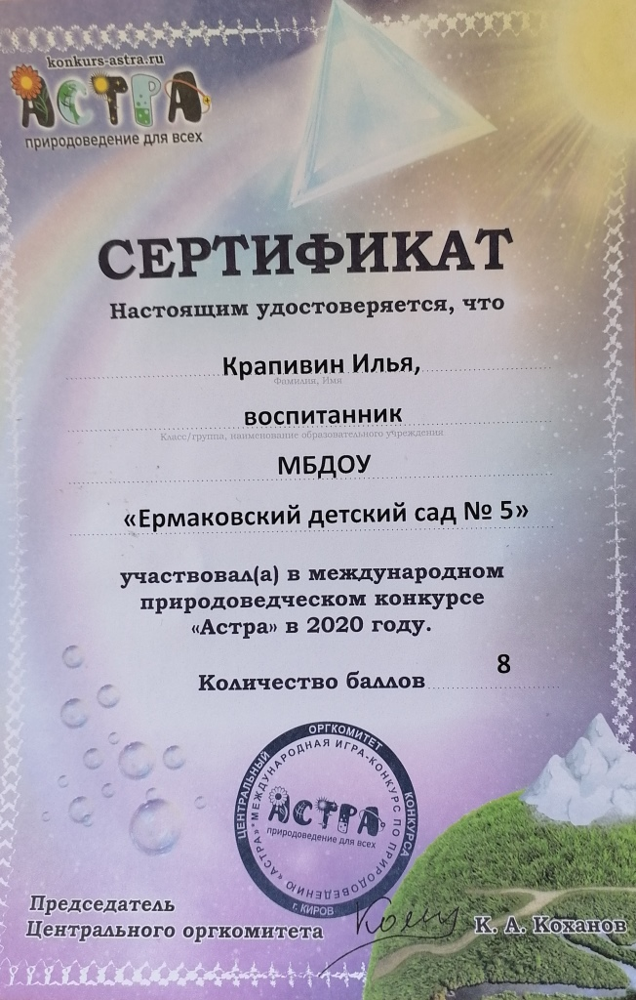 konkurs-astra.ru
АСТРА
природоведение для всех
СЕРТИФИКАТ
Настоящим удостоверяется, что
Крапивин Илья,
Фамилия, Имя
воспитанник
Класс/группа, наименование образовательного учреждения
МБДОУ
«Ермаковский детский сад № 5»
участвовал(а) в международном
природоведческом конкурсе
«Астра» в 2020 году.
Количество баллов 8
ЦЕНТРАЛЬНЫЙ ОРГКОМИТЕТ КОНКУРСА
МЕЖДУНАРОДНАЯ ИГРА-КОНКУРС ПО ПРИРОДОВЕДЕНИЮ «АСТРА»
АСТРА
природоведение для всех
г. КИРОВ
Председатель
Центрального оргкомитета
К. А. Коханов